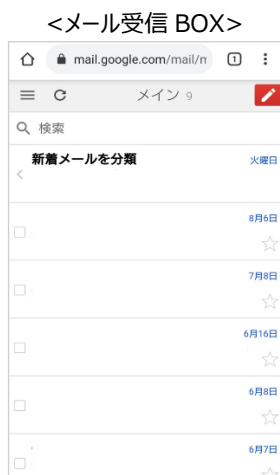 <メール受信 BOX>
mail.google.com/mail/
1
メイン 9
検索
新着メールを分類
火曜日
8月6日
7月8日
6月16日
6月8日
6月7日